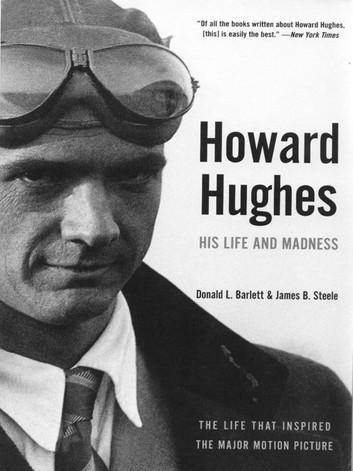 "Of all the books written about Howard Hughes,
[this] is easily the best." —New York Times
Howard
Hughes
HIS LIFE AND MADNESS
Donald L. Barlett & James B. Steele
THE LIFE THAT INSPIRED
THE MAJOR MOTION PICTURE